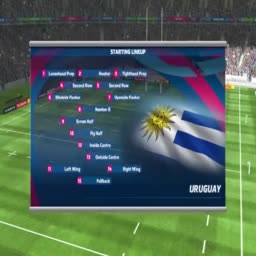 STARTING LINEUP
1 Loosehead Prop 2 Hooker 3 Tighthead Prop
4 Second Row 5 Second Row
6 Blindside Flanker 7 Openside Flanker
8 Number 8
9 Scrum Half
10 Fly Half
12 Inside Centre
13 Outside Centre
11 Left Wing 14 Right Wing
15 Fullback
URUGUAY